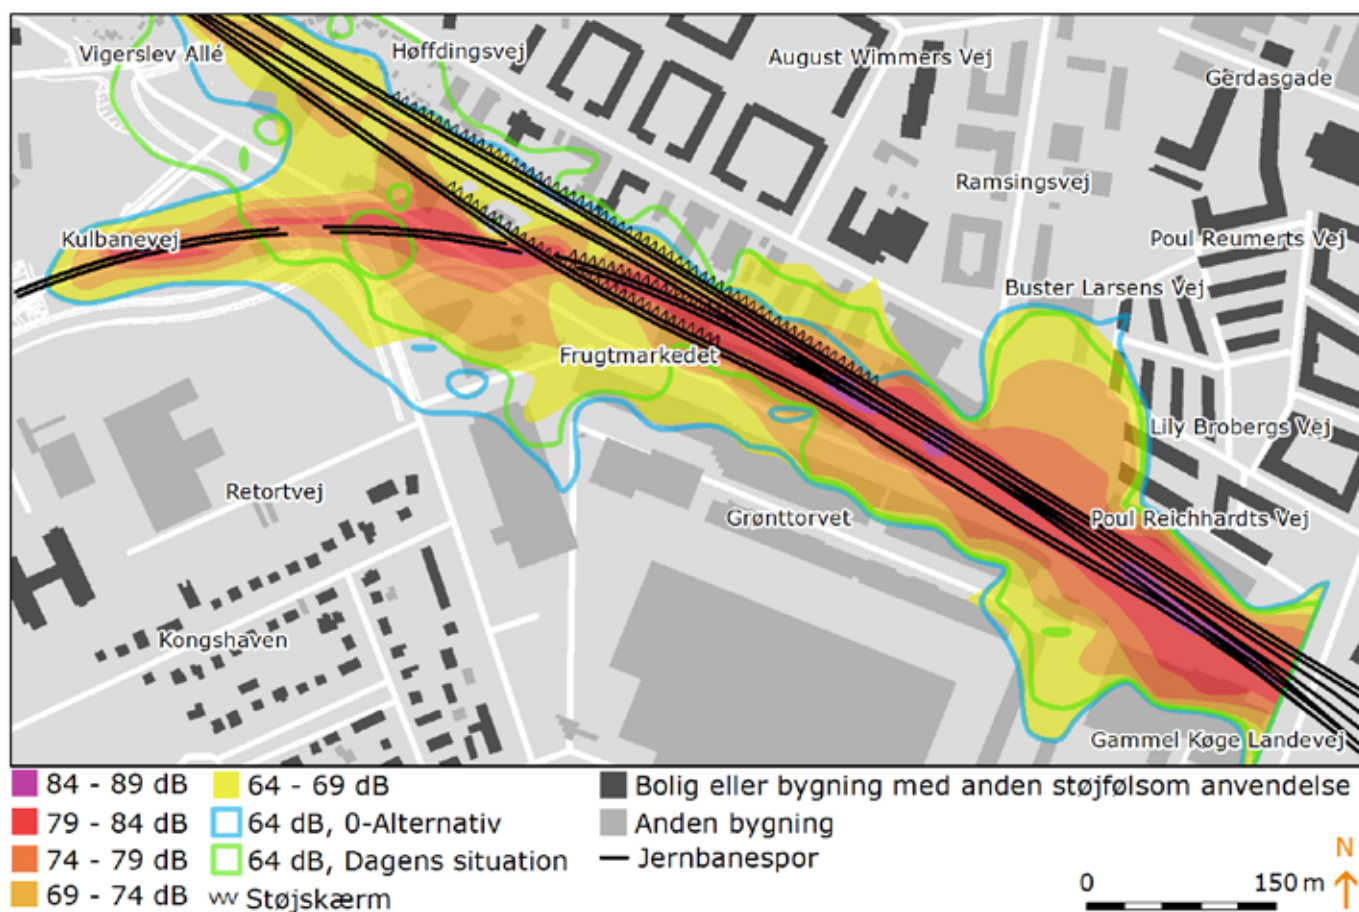 Vigerslev Allé
Høffdingsvej
August Wimmers Vej
Gerdasgade
Ramsingsvej
Kulbanevej
Poul Reumerts Vej
Buster Larsens Vej
Frugtmarkedet
Lily Brobergs Vej
Retortvej
Grønttorvet
Poul Reichhardts Vej
Kongshaven
Gammel Køge Landevej
84 - 89 dB
79 - 84 dB
74 - 79 dB
69 - 74 dB
64 - 69 dB
64 dB, 0-Alternativ
64 dB, Dagens situation
Støjskærm
Bolig eller bygning med anden støjfølsom anvendelse
Anden bygning
Jernbanespor
N
0 150 m